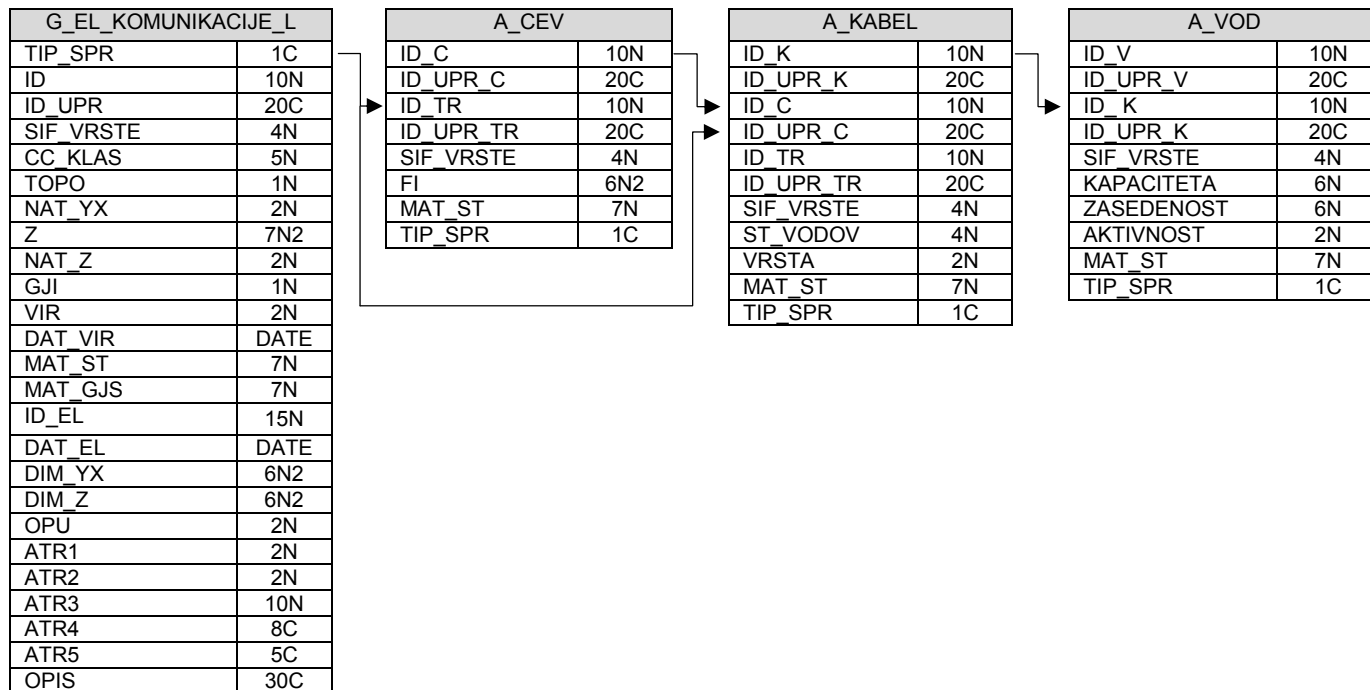 G_EL_KOMUNIKACIJE_L
TIP_SPR 1C
ID 10N
ID_UPR 20C
SIF_VRSTE 4N
CC_KLAS 5N
TOPO 1N
NAT_YX 2N
Z 7N2
NAT_Z 2N
GJI 1N
VIR 2N
DAT_VIR DATE
MAT_ST 7N
MAT_GJS 7N
ID_EL 15N
DAT_EL DATE
DIM_YX 6N2
DIM_Z 6N2
OPU 2N
ATR1 2N
ATR2 2N
ATR3 10N
ATR4 8C
ATR5 5C
OPIS 30C
A_CEV
ID_C 10N
ID_UPR_C 20C
ID_TR 10N
ID_UPR_TR 20C
SIF_VRSTE 4N
FI 6N2
MAT_ST 7N
TIP_SPR 1C
A_KABEL
ID_K 10N
ID_UPR_K 20C
ID_C 10N
ID_UPR_C 20C
ID_TR 10N
ID_UPR_TR 20C
SIF_VRSTE 4N
ST_VODOV 4N
VRSTA 2N
MAT_ST 7N
TIP_SPR 1C
A_VOD
ID_V 10N
ID_UPR_V 20C
ID_ K 10N
ID_UPR_K 20C
SIF_VRSTE 4N
KAPACITETA 6N
ZASEDENOST 6N
AKTIVNOST 2N
MAT_ST 7N
TIP_SPR 1C